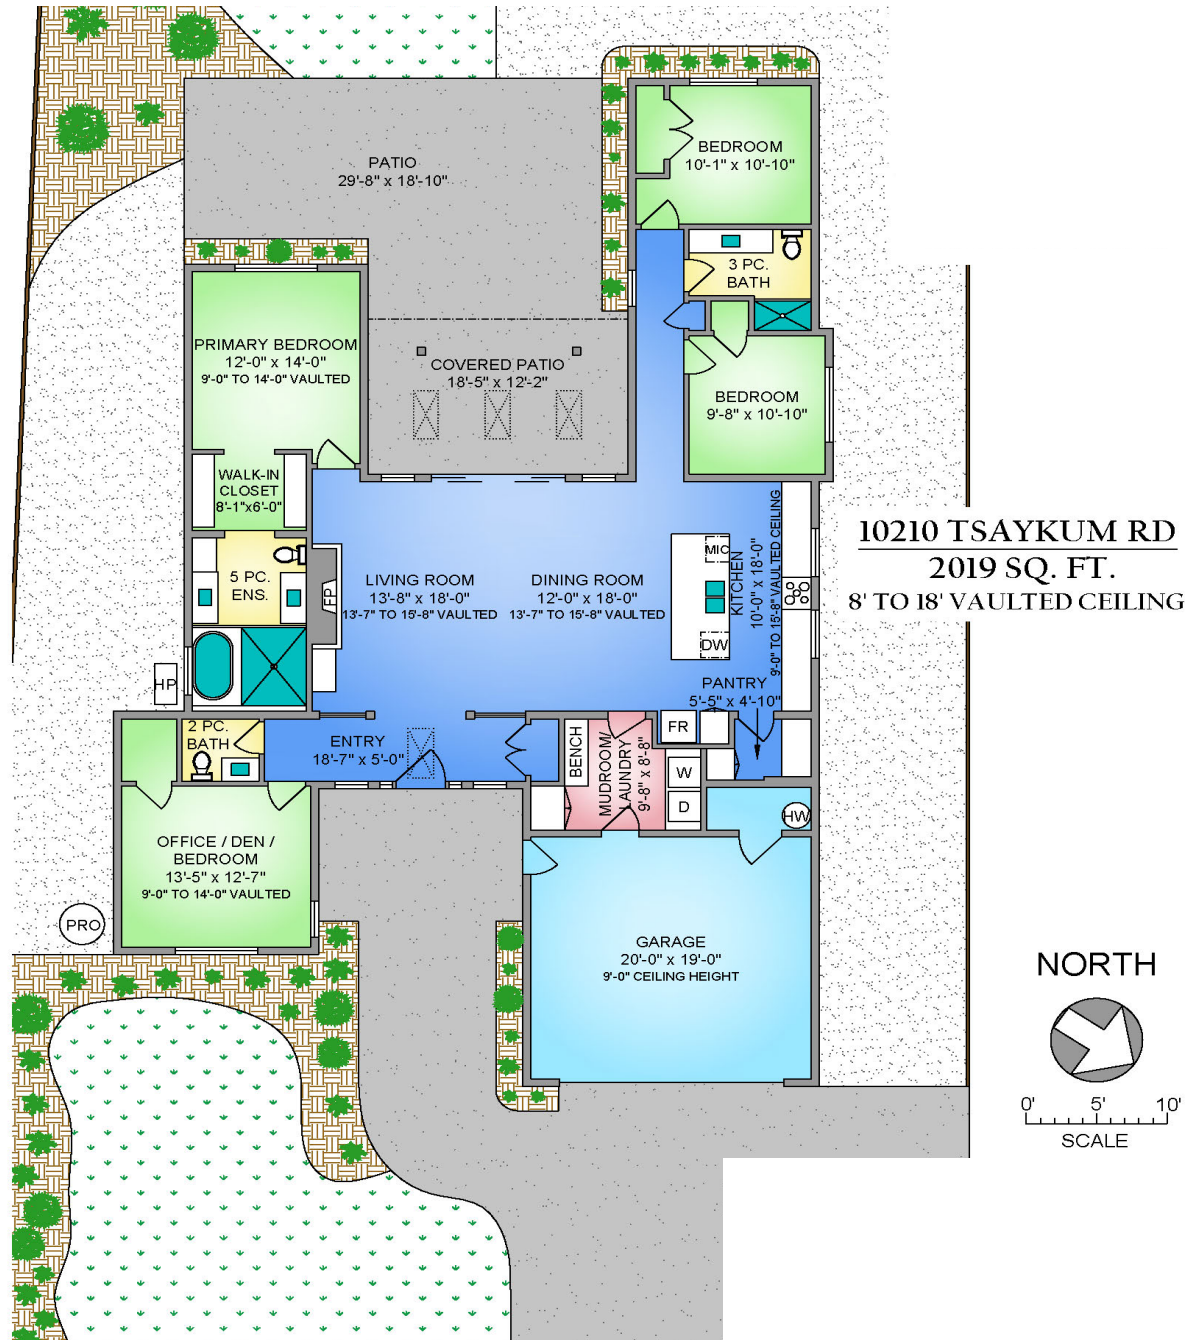 PATIO
29'-8" x 18'-10"
BEDROOM
10'-1" x 10'-10"
3 PC.
BATH
PRIMARY BEDROOM
12'-0" x 14'-0"
9'-0" TO 14'-0" VAULTED
COVERED PATIO
18'-5" x 12'-2"
BEDROOM
9'-8" x 10'-10"
WALK-IN
CLOSET
8'-1"x6'-0"
10210 TSAYKUM RD
2019 SQ. FT.
8' TO 18' VAULTED CEILING
5 PC.
ENS.
FP
LIVING ROOM
13'-8" x 18'-0"
13'-7" TO 15'-8" VAULTED
DINING ROOM
12'-0" x 18'-0"
13'-7" TO 15'-8" VAULTED
MIC
DW
KITCHEN
10'-0" x 18'-0"
9'-0" TO 15'-8" VAULTED CEILING
HP
PANTRY
5'-5" x 4'-10"
2 PC.
BATH
ENTRY
18'-7" x 5'-0"
BENCH
MUDROOM/
LAUNDRY
9'-8" x 8'-8"
FR
W
D
HW
OFFICE / DEN /
BEDROOM
13'-5" x 12'-7"
9'-0" TO 14'-0" VAULTED
PRO
GARAGE
20'-0" x 19'-0"
9'-0" CEILING HEIGHT
NORTH
0' 5' 10'
SCALE